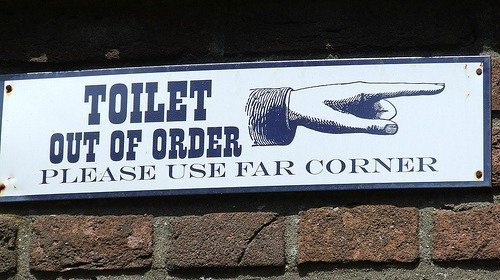 TOILET
OUT OF ORDER
PLEASE USE FAR CORNER